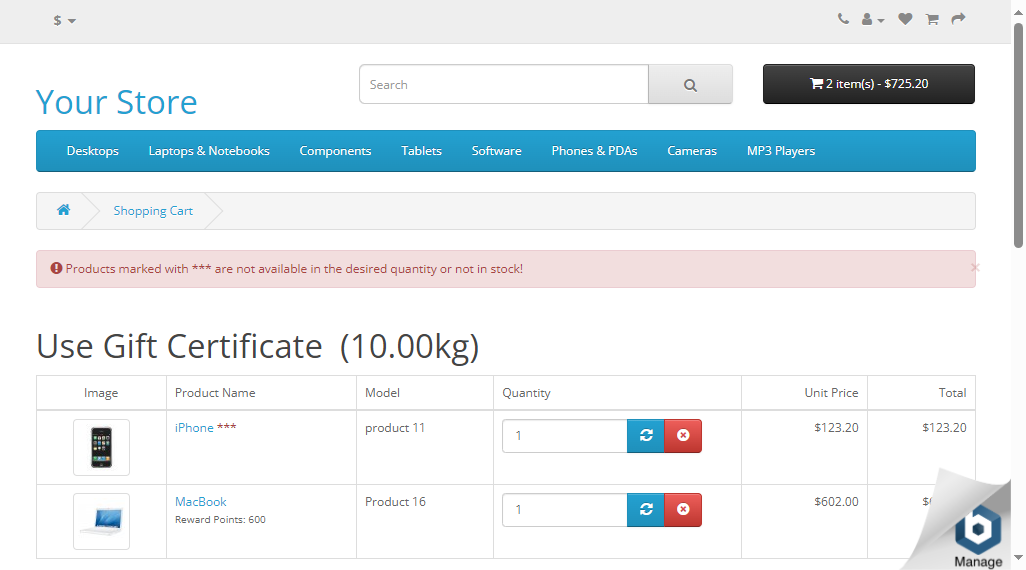 $
Search
2 item(s) - $725.20
Your Store
Desktops Laptops & Notebooks Components Tablets Software Phones & PDAs Cameras MP3 Players
Shopping Cart
Products marked with *** are not available in the desired quantity or not in stock!
×
Use Gift Certificate (10.00kg)
Image Product Name Model Quantity Unit Price Total
iPhone *** product 11 1 $123.20 $123.20
MacBook Product 16 1 $602.00
Reward Points: 600
Manage